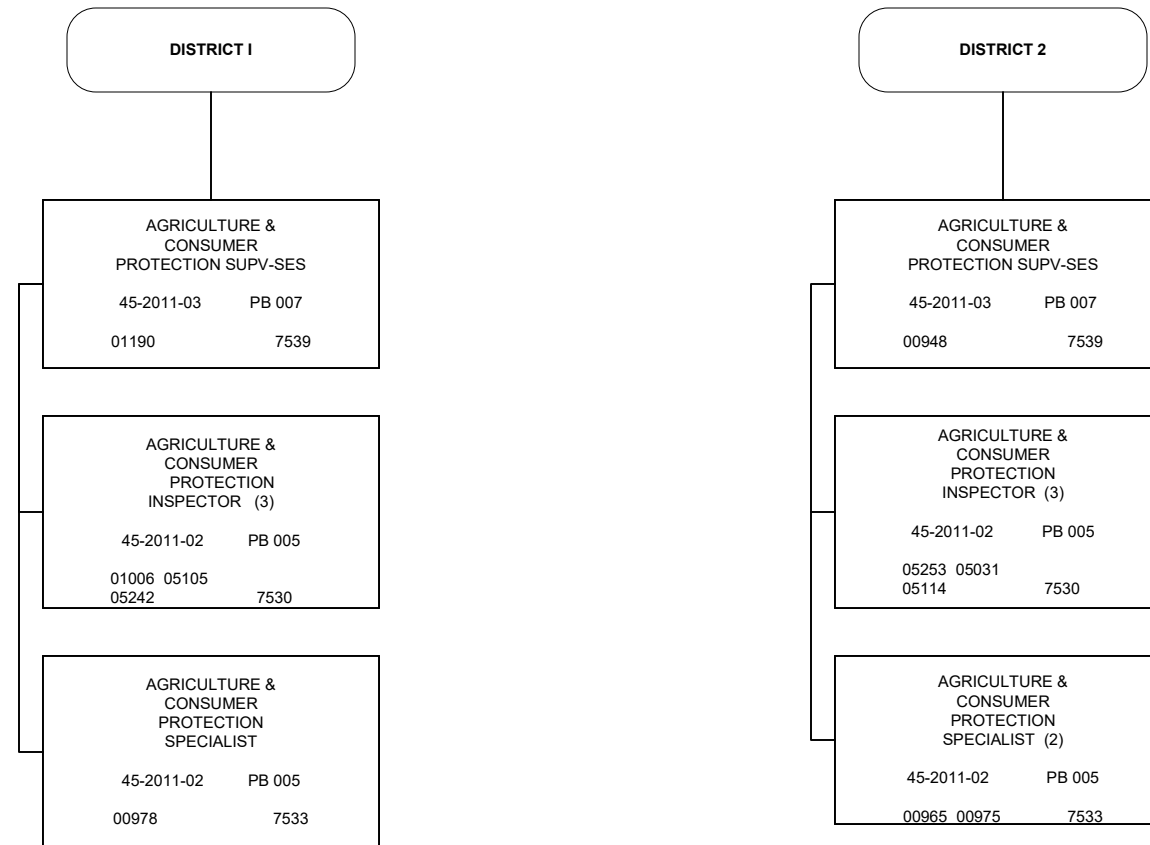 DISTRICT I
AGRICULTURE &
CONSUMER
PROTECTION SUPV-SES
45-2011-03 PB 007
01190 7539
AGRICULTURE &
CONSUMER
PROTECTION
INSPECTOR (3)
45-2011-02 PB 005
01006 05105
05242 7530
AGRICULTURE &
CONSUMER
PROTECTION
SPECIALIST
45-2011-02 PB 005
00978 7533
DISTRICT 2
AGRICULTURE &
CONSUMER
PROTECTION SUPV-SES
45-2011-03 PB 007
00948 7539
AGRICULTURE &
CONSUMER
PROTECTION
INSPECTOR (3)
45-2011-02 PB 005
05253 05031
05114 7530
AGRICULTURE &
CONSUMER
PROTECTION
SPECIALIST (2)
45-2011-02 PB 005
00965 00975 7533